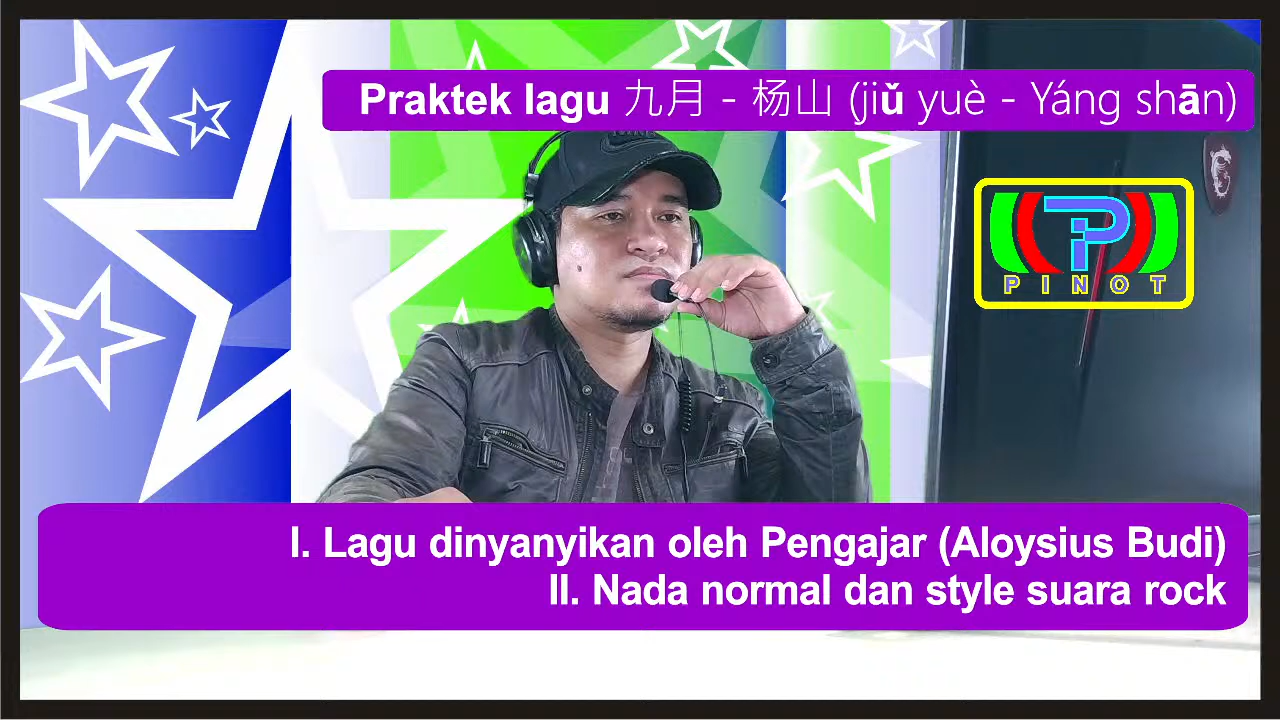 Praktek lagu 九月 - 杨山 (jiǔ yuè - Yáng shān)
P
PINOT
I. Lagu dinyanyikan oleh Pengajar (Aloysius Budi)
II. Nada normal dan style suara rock